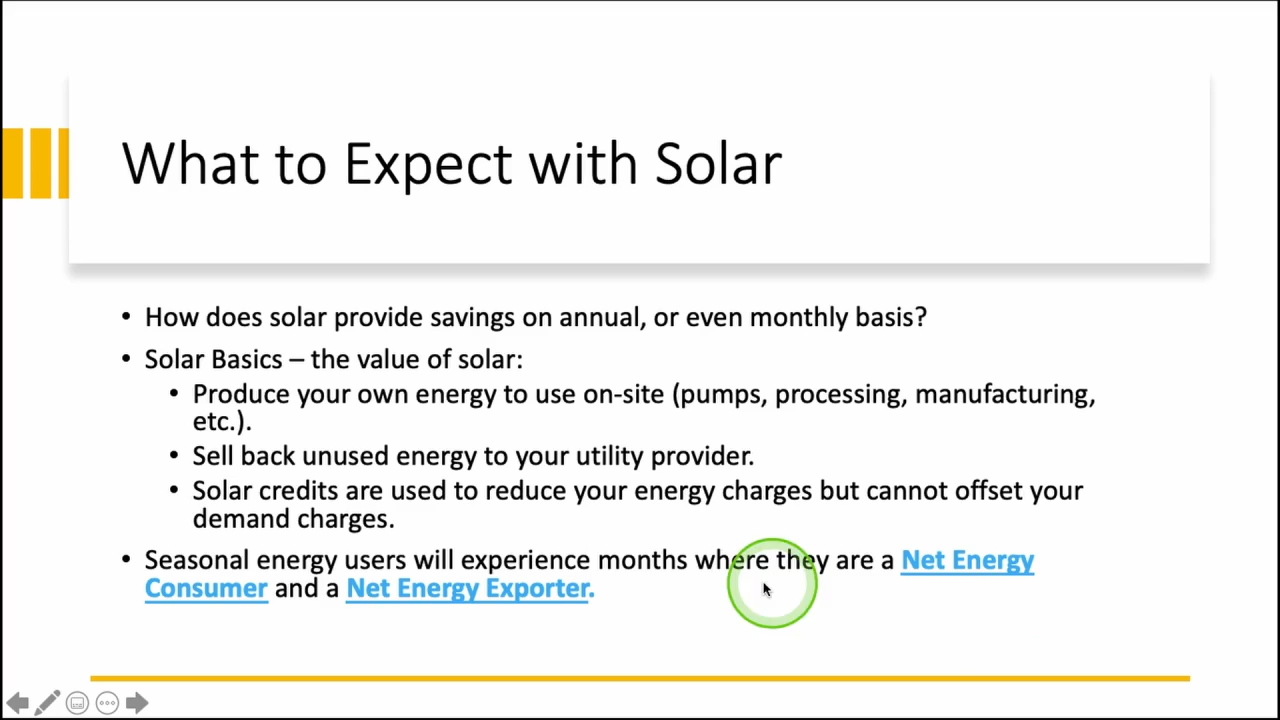 What to Expect with Solar
• How does solar provide savings on annual, or even monthly basis?
• Solar Basics – the value of solar:
• Produce your own energy to use on-site (pumps, processing, manufacturing,
etc.).
• Sell back unused energy to your utility provider.
• Solar credits are used to reduce your energy charges but cannot offset your
demand charges.
• Seasonal energy users will experience months where they are a Net Energy
Consumer and a Net Energy Exporter.